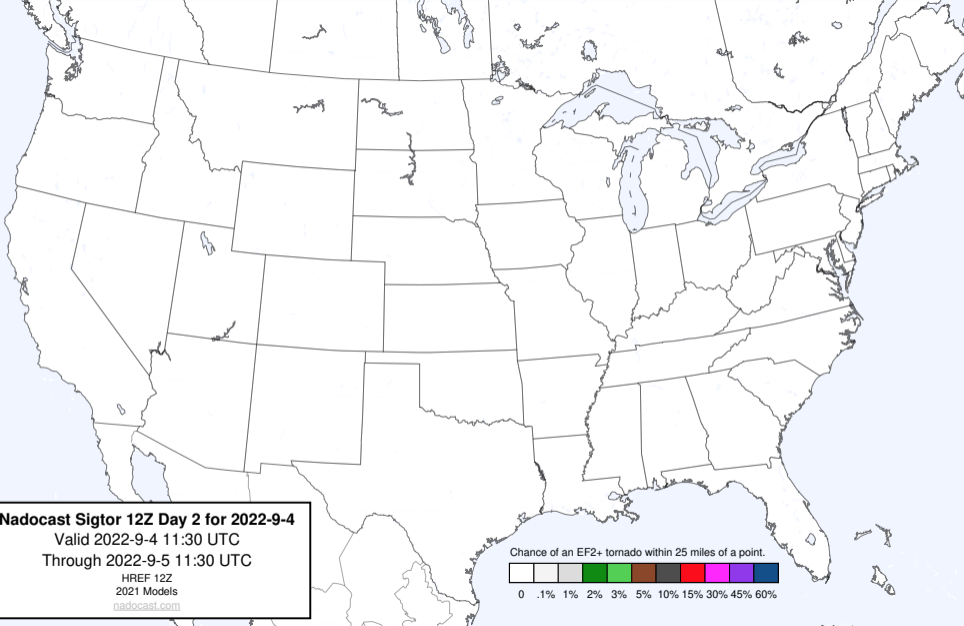 Nadocast Sigtor 12Z Day 2 for 2022-9-4
Valid 2022-9-4 11:30 UTC
Through 2022-9-5 11:30 UTC
HREF 12Z
2021 Models
nadocast.com
Chance of an EF2+ tornado within 25 miles of a point.
0 .1% 1% 2% 3% 5% 10% 15% 30% 45% 60%